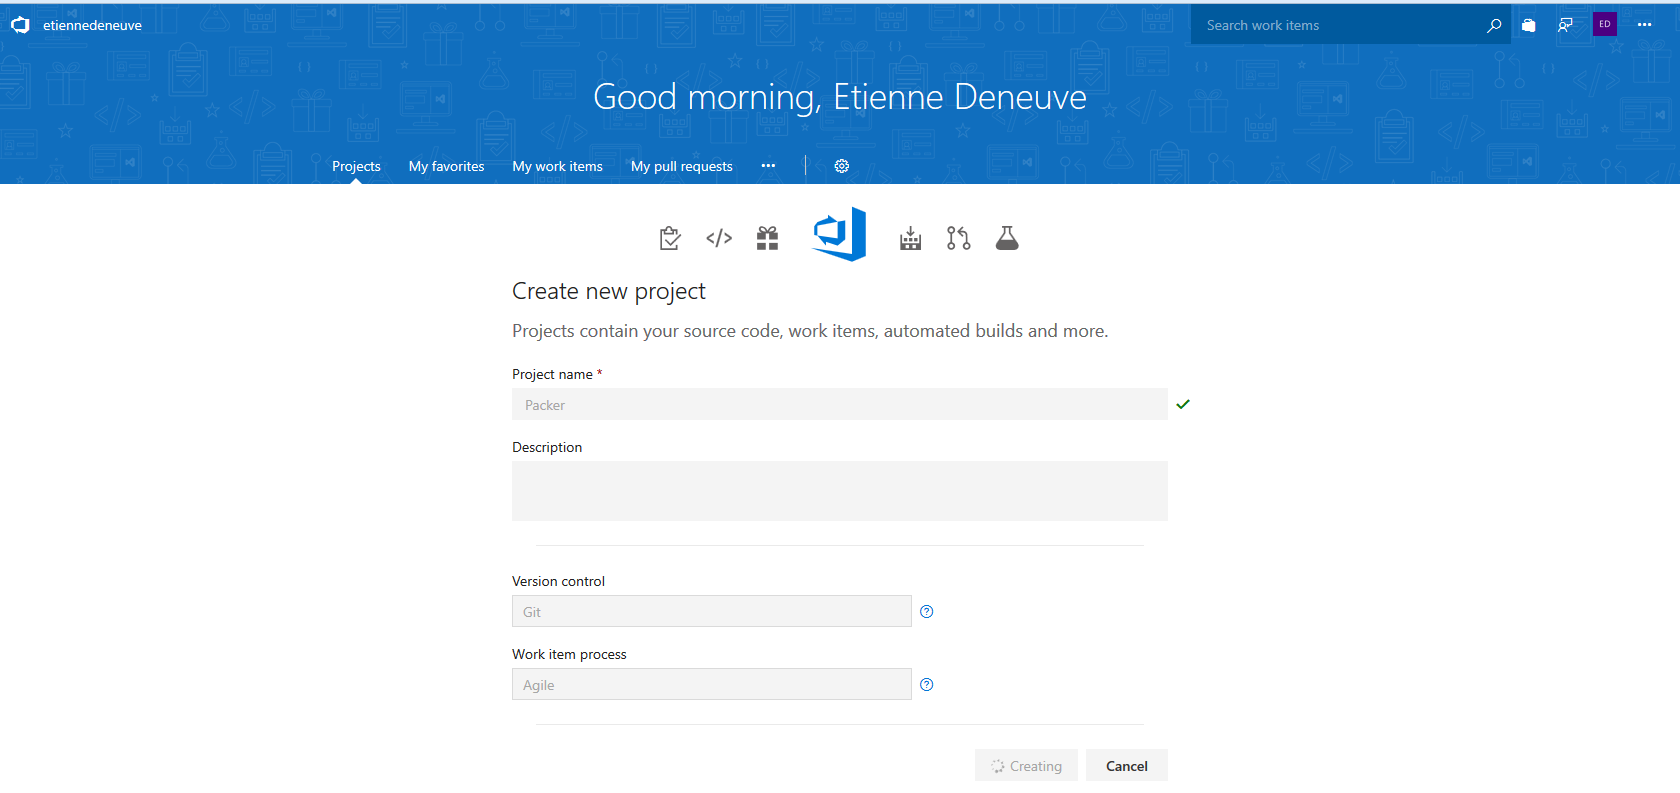 etiennedeneuve
Search work items
ED
Good morning, Etienne Deneuve
Projects My favorites My work items My pull requests
Create new project
Projects contain your source code, work items, automated builds and more.
Project name *
Packer
Description
Version control
Git
?
Work item process
Agile
?
Creating Cancel